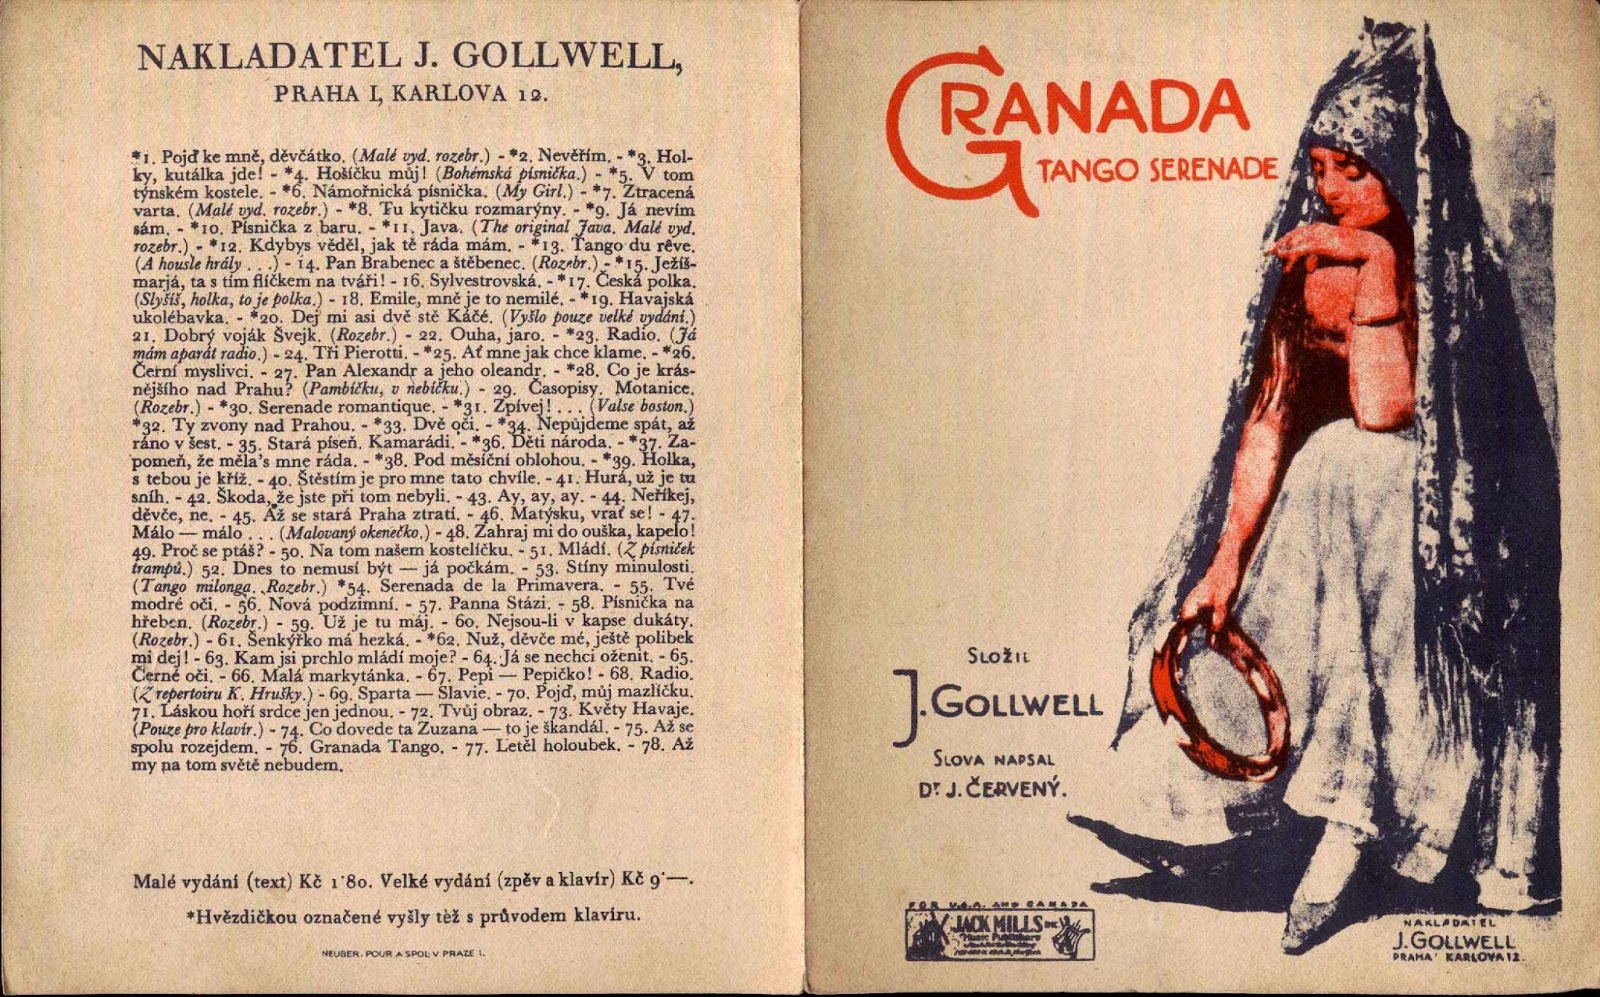 NAKLADATEL J. GOLLWELL,
PRAHA I, KARLOVA 12.
*1. Pojď ke mně, děvčátko. (Malé vyd. rozebr.) - *2. Nevěřím. - *3. Hol-
ky, kutálka jde! - *4. Hošíčku můj! (Bohémská písnička.) - *5. V tom
týnském kostele. - *6. Námořnická písnička. (My Girl.) - *7. Ztracená
varta. (Malé vyd. rozebr.) - *8. Tu kytičku rozmarýny. - *9. Já nevím
sám. - *10. Písnička z baru. - *11. Java. (The original Java. Malé vyd.
rozebr.) - *12. Kdybys věděl, jak tě ráda mám. - *13. Tango du rêve.
(A housle hrály . . .) - 14. Pan Brabenec a štěbenec. (Rozebr.) - *15. Ježíš-
marjá, ta s tím flíčkem na tváři! - 16. Sylvestrovská. - *17. Česká polka.
(Slyšíš, holka, to je polka.) - 18. Emile, mně je to nemilé. - *19. Havajská
ukolébavka. - *20. Dej mi asi dvě stě Káčé. (Vyšlo pouze velké vydání.)
21. Dobrý voják Švejk. (Rozebr.) - 22. Ouha, jaro. - *23. Radio. (Já
mám aparát radio.) - 24. Tři Pierotti. - *25. Ať mne jak chce klame. - *26.
Černí myslivci. - 27. Pan Alexandr a jeho oleandr. - *28. Co je krás-
nějšího nad Prahu? (Pambíčku, v nebíčku.) - 29. Časopisy. Motanice.
(Rozebr.) - *30. Serenade romantique. - *31. Zpívej! . . . (Valse boston.)
*32. Ty zvony nad Prahou. - *33. Dvě oči. - *34. Nepůjdeme spát, až
ráno v šest. - 35. Stará píseň. Kamarádi. - *36. Děti národa. - *37. Za-
pomeň, že měla's mne ráda. - *38. Pod měsíční oblohou. - *39. Holka,
s tebou je kříž. - 40. Štěstím je pro mne tato chvíle. - 41. Hurá, už je tu
sníh. - 42. Škoda, že jste při tom nebyli. - 43. Ay, ay, ay. - 44. Neříkej,
děvče, ne. - 45. Až se stará Praha ztratí. - 46. Matýsku, vrať se! - 47.
Málo — málo . . . (Malovaný okenečko.) - 48. Zahraj mi do ouška, kapelo!
49. Proč se ptáš? - 50. Na tom našem kostelíčku. - 51. Mládí. (Z písniček
trampů.) 52. Dnes to nemusí být — já počkám. - 53. Stíny minulosti.
(Tango milonga. Rozebr.) *54. Serenada de la Primavera. - 55. Tvé
modré oči. - 56. Nová podzimní. - 57. Panna Stázi. - 58. Písnička na
hřeben. (Rozebr.) - 59. Už je tu máj. - 60. Nejsou-li v kapse dukáty.
(Rozebr.) - 61. Šenkýřko má hezká. - *62. Nuž, děvče mé, ještě polibek
mi dej! - 63. Kam jsi prchlo mládí moje? - 64. Já se nechci oženit. - 65.
Černé oči. - 66. Malá markytánka. - 67. Pepi — Pepičko! - 68. Radio.
(Z repertoiru K. Hrušky.) - 69. Sparta — Slavie. - 70. Pojď, můj mazlíčku.
71. Láskou hoří srdce jen jednou. - 72. Tvůj obraz. - 73. Květy Havaje.
(Pouze pro klavír.) - 74. Co dovede ta Zuzana — to je škandál. - 75. Až se
spolu rozejdem. - 76. Granada Tango. - 77. Letěl holoubek. - 78. Až
my na tom světě nebudem.
Malé vydání (text) Kč 1·80. Velké vydání (zpěv a klavír) Kč 9·—.
*Hvězdičkou označené vyšly též s průvodem klavíru.
NEUBER, POUR A SPOL. V PRAZE I.
GRANADA
TANGO SERENADE
SLOŽIL
J. GOLLWELL
SLOVA NAPSAL
Dr. J. ČERVENÝ.
FOR U.S.A. AND CANADA
JACK MILLS INC.
Music Publishers
NAKLADATEL
J. GOLLWELL
PRAHA I KARLOVA 12.